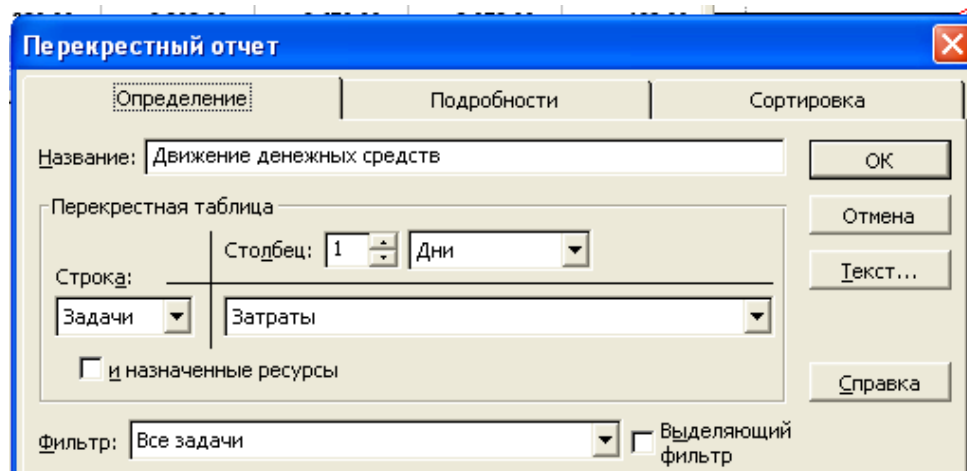 Перекрестный отчет
Определение Подробности Сортировка
Название: Движение денежных средств ОК
Перекрестная таблица Отмена
Столбец: 1 Дни
Строка: Текст...
Задачи Затраты
и назначенные ресурсы Справка
Фильтр: Все задачи Выделяющий фильтр